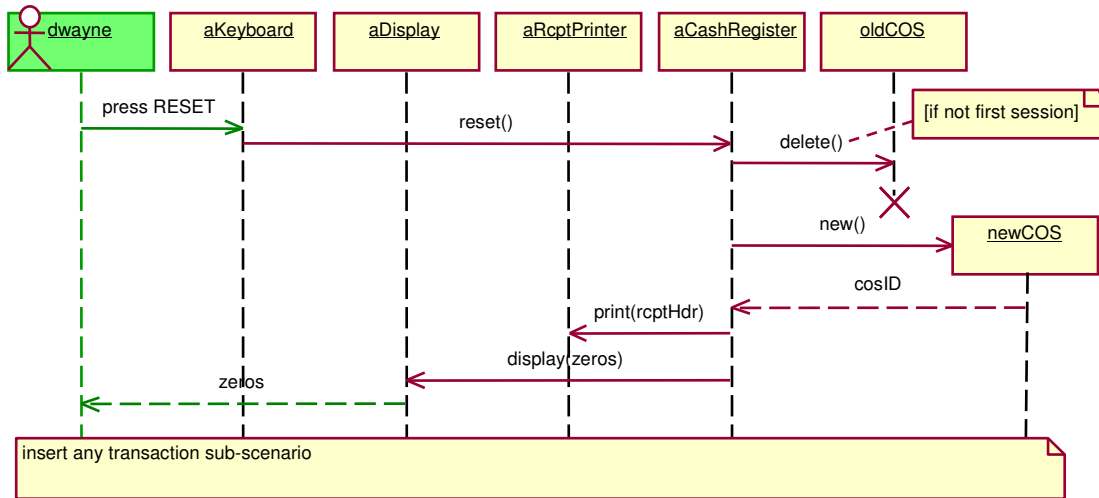 dwayne
aKeyboard
aDisplay
aRcptPrinter
aCashRegister
oldCOS
press RESET
reset()
[if not first session]
delete()
new()
newCOS
cosID
print(rcptHdr)
display(zeros)
zeros
insert any transaction sub-scenario